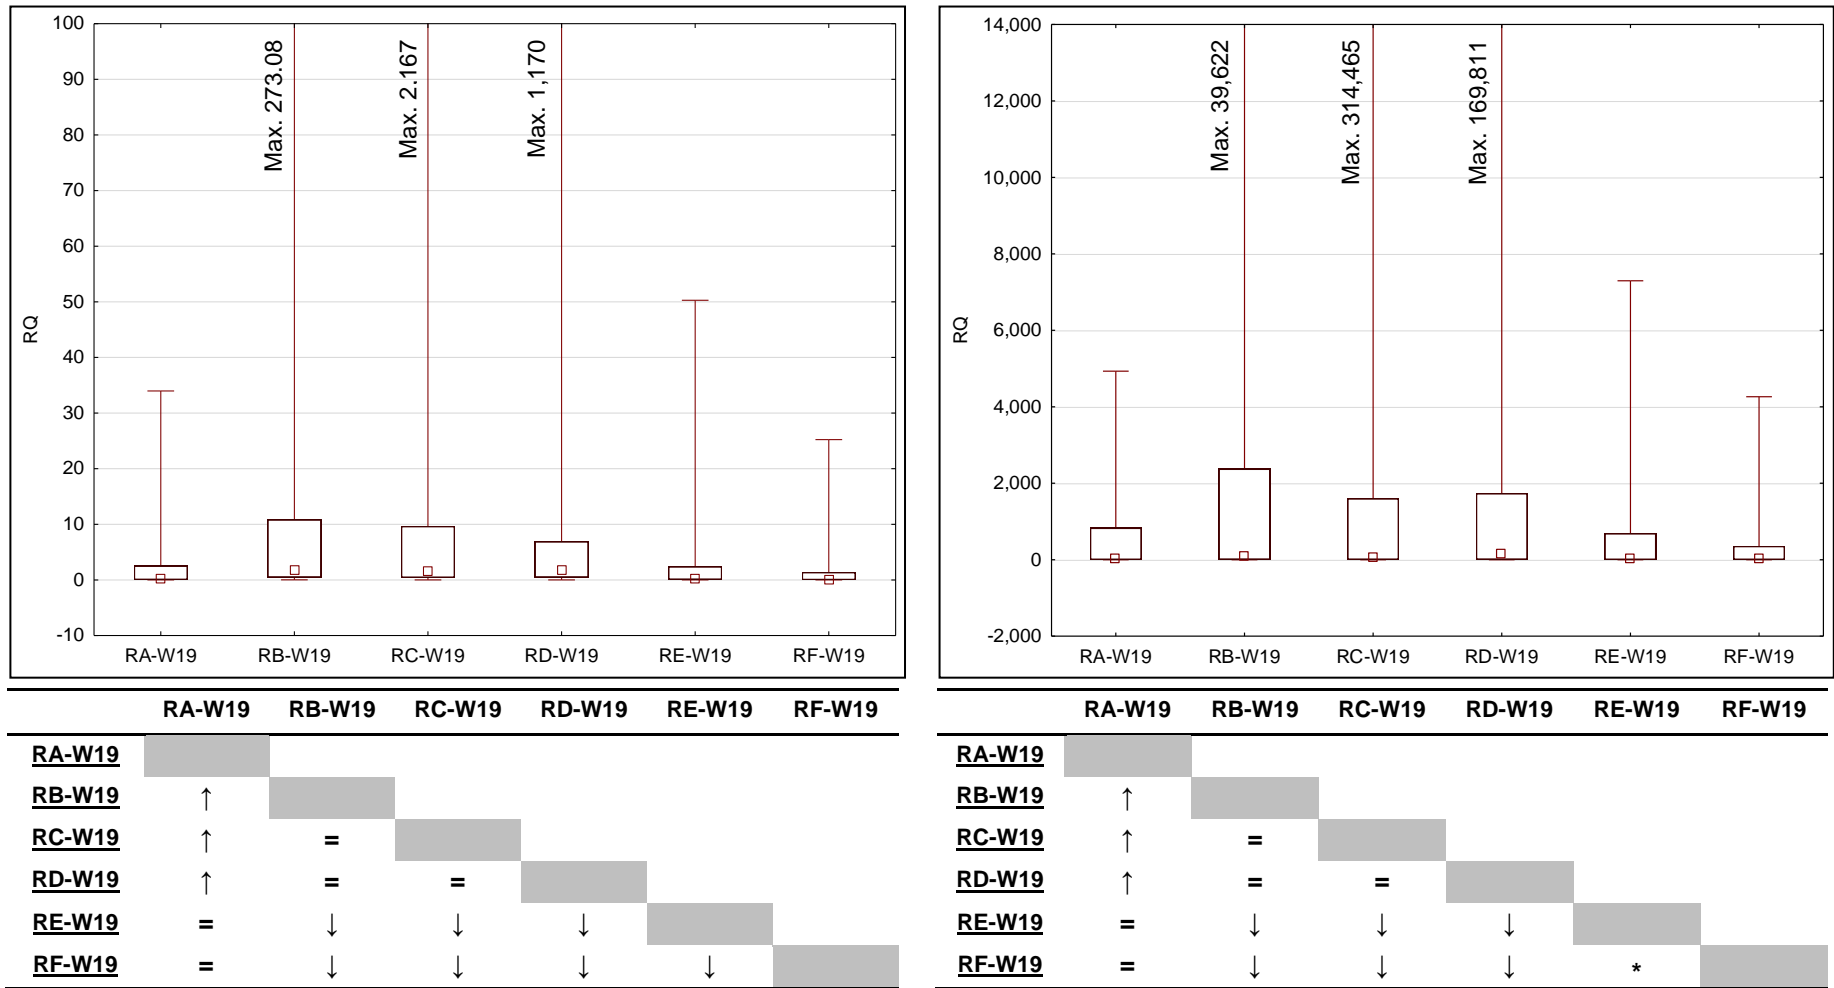 100
90
80
70
60
50
40
30
20
10
0
-10
RQ
Max. 273.08
Max. 2.167
Max. 1,170
RA-W19 RB-W19 RC-W19 RD-W19 RE-W19 RF-W19
14,000
12,000
10,000
8,000
6,000
4,000
2,000
0
-2,000
RQ
Max. 39,622
Max. 314,465
Max. 169,811
RA-W19 RB-W19 RC-W19 RD-W19 RE-W19 RF-W19
RA-W19 RB-W19 RC-W19 RD-W19 RE-W19 RF-W19
RA-W19
RB-W19 ↑
RC-W19 ↑ =
RD-W19 ↑ = =
RE-W19 = ↓ ↓ ↓
RF-W19 = ↓ ↓ ↓ ↓
RA-W19 RB-W19 RC-W19 RD-W19 RE-W19 RF-W19
RA-W19
RB-W19 ↑
RC-W19 ↑ =
RD-W19 ↑ = =
RE-W19 = ↓ ↓ ↓
RF-W19 = ↓ ↓ ↓ *